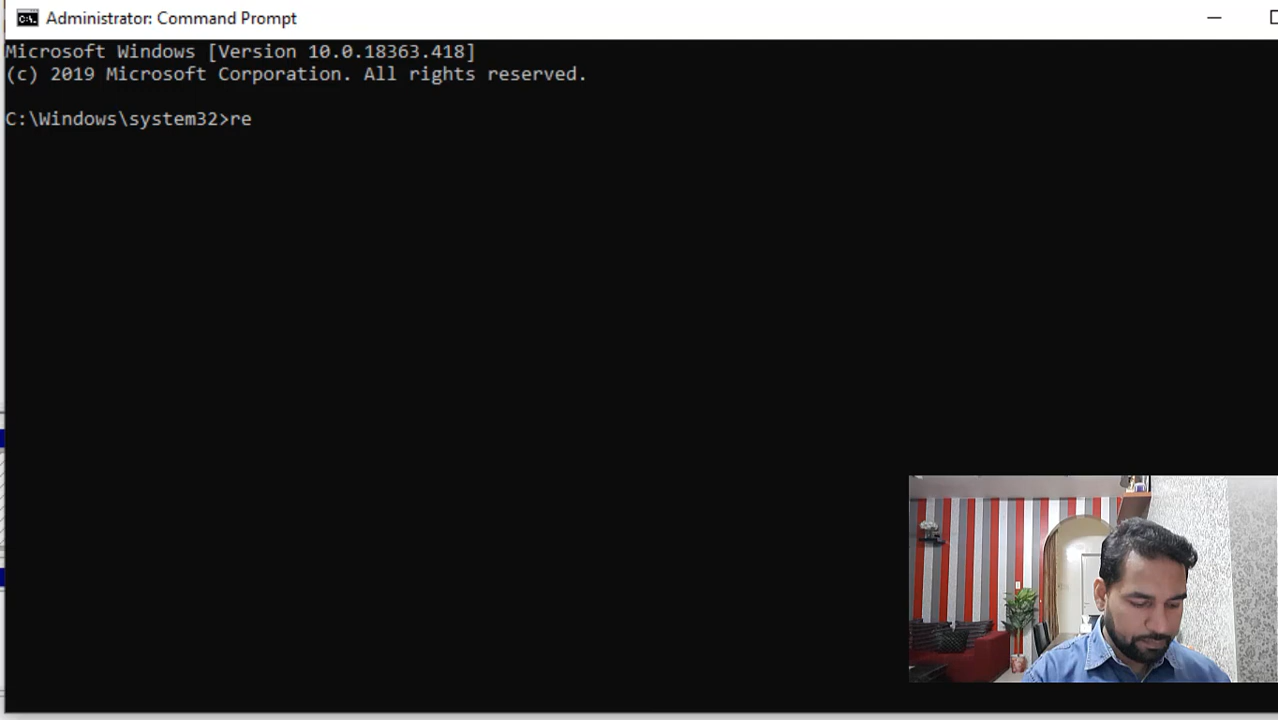 Administrator: Command Prompt
Microsoft Windows [Version 10.0.18363.418]
(c) 2019 Microsoft Corporation. All rights reserved.
C:\Windows\system32>re